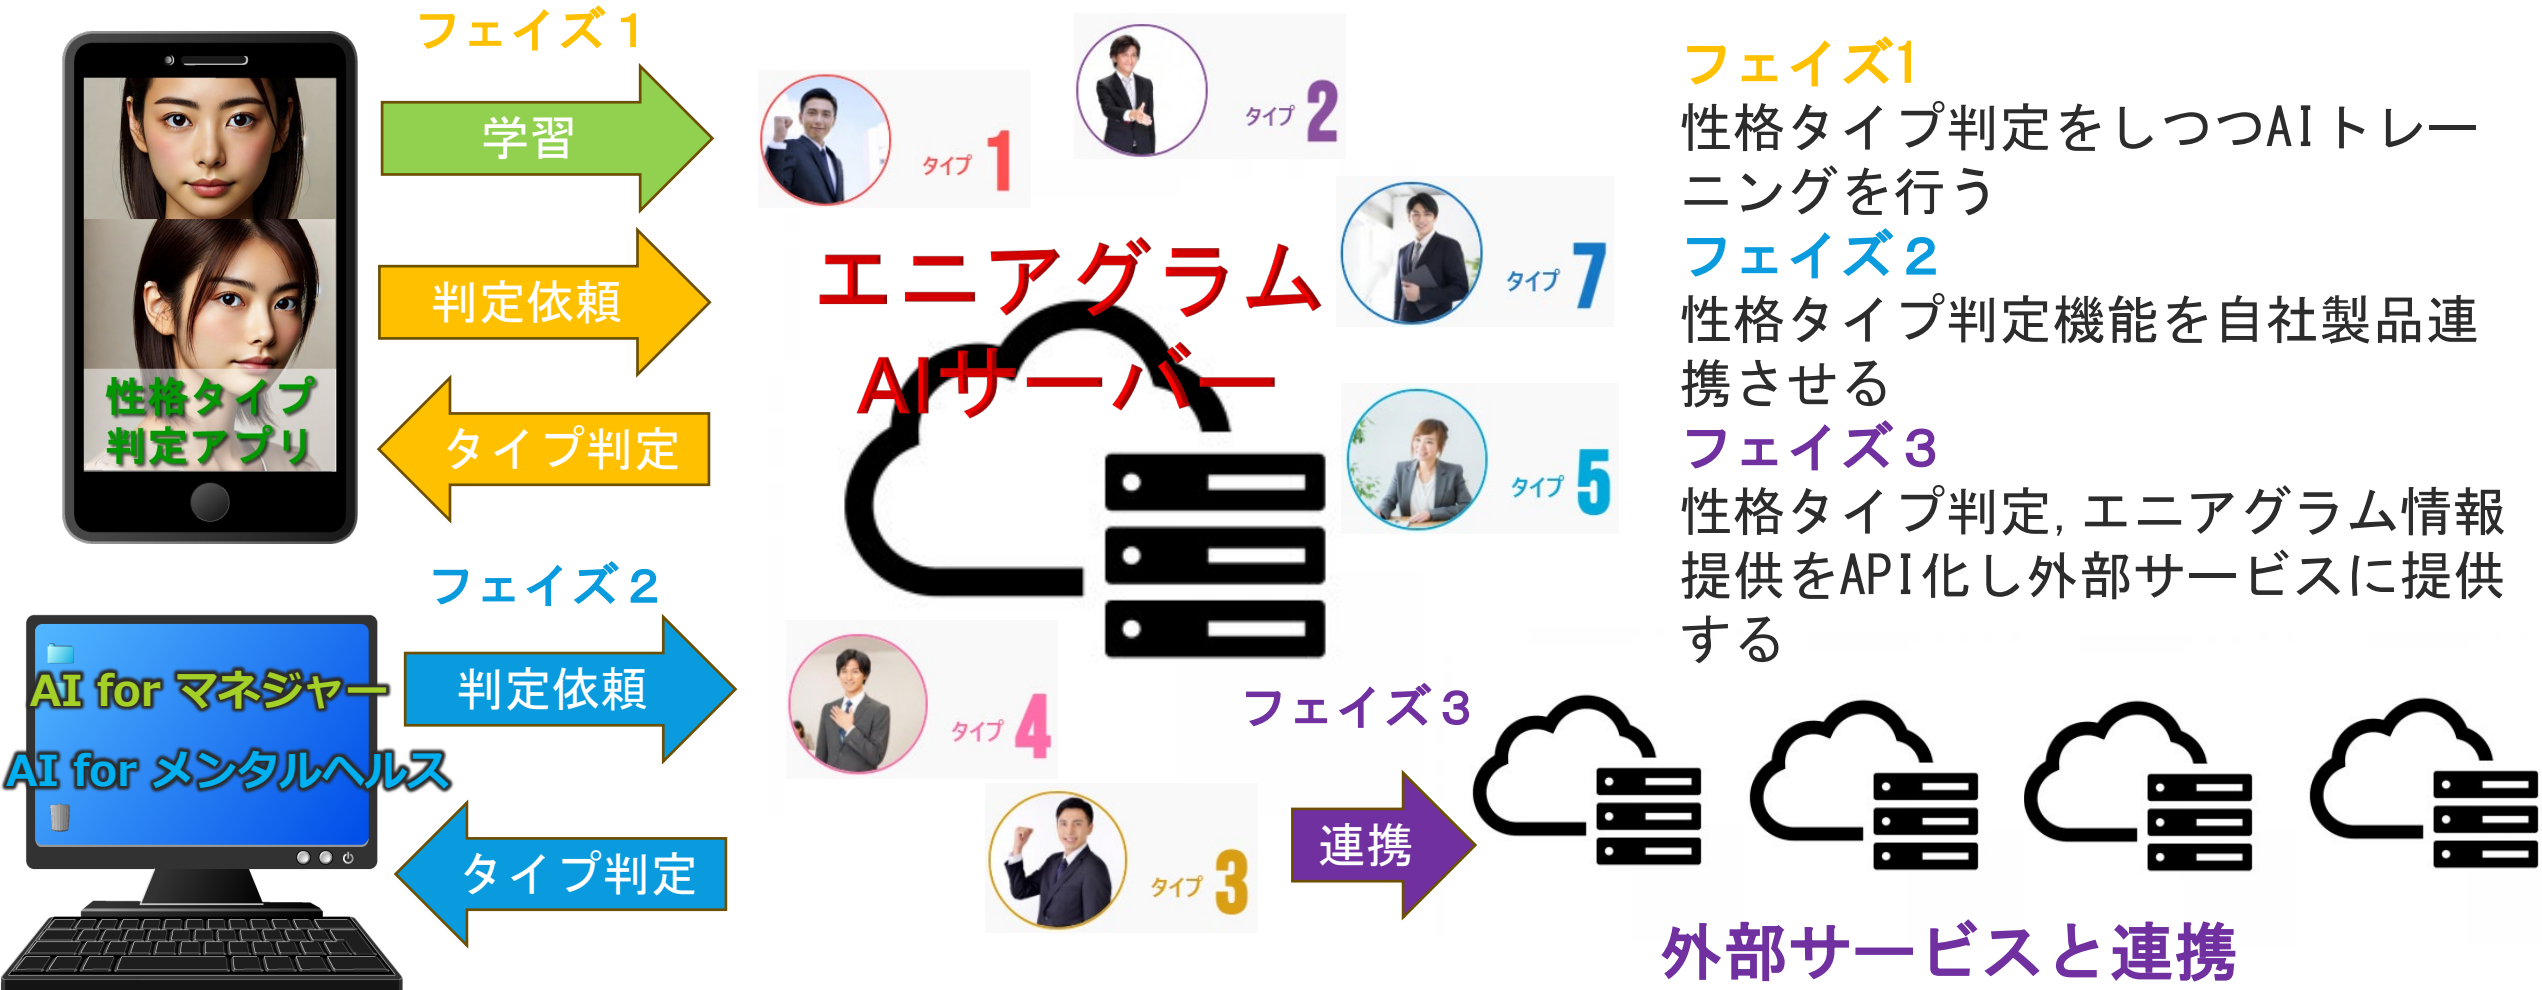 フェイズ１
学習
判定依頼
タイプ判定
性格タイプ
判定アプリ
フェイズ２
AI for マネジャー
AI for メンタルヘルス
判定依頼
タイプ判定
タイプ 1
タイプ 2
タイプ 7
タイプ 5
エニアグラム
AIサーバー
タイプ 4
タイプ 3
フェイズ３
連携
外部サービスと連携
フェイズ1
性格タイプ判定をしつつAIトレー
ニングを行う
フェイズ２
性格タイプ判定機能を自社製品連
携させる
フェイズ３
性格タイプ判定,エニアグラム情報
提供をAPI化し外部サービスに提供
する